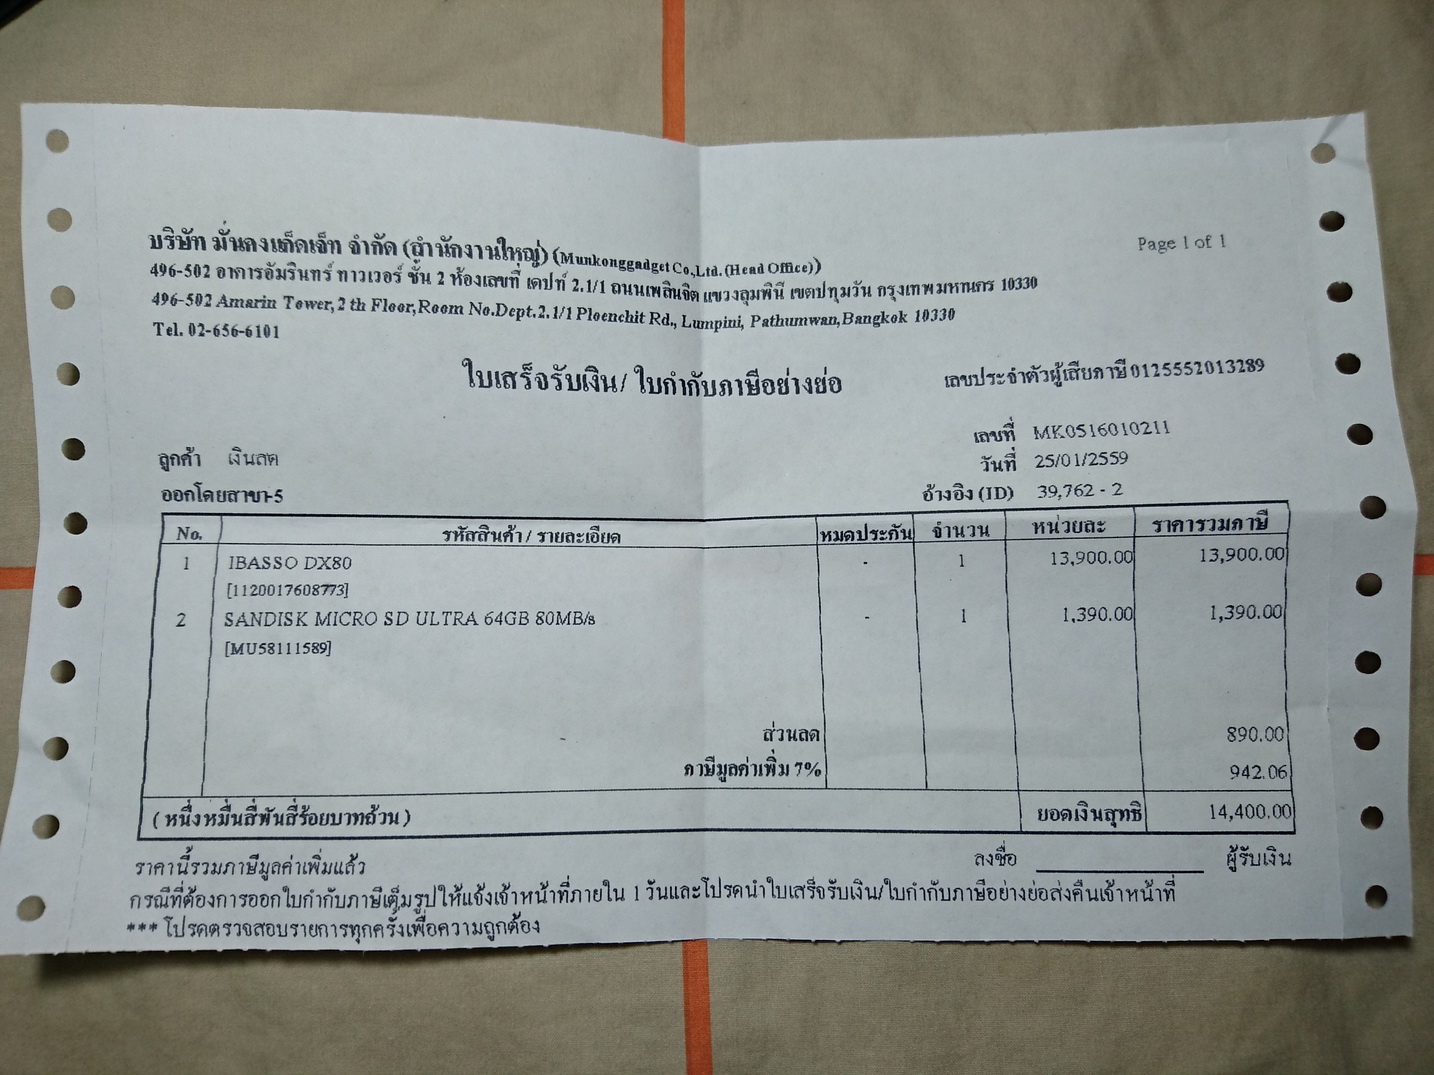 Page 1 of 1
บริษัท มั่นคงแก็ดเจ็ท จำกัด (สำนักงานใหญ่) (Munkonggadget Co.,Ltd. (Head Office))
496-502 อาคารอัมรินทร์ ทาวเวอร์ ชั้น 2 ห้องเลขที่ เดปท์ 2.1/1 ถนนเพลินจิต แขวงลุมพินี เขตปทุมวัน กรุงเทพมหานคร 10330
496-502 Amarin Tower,2 th Floor,Room No.Dept.2.1/1 Ploenchit Rd., Lumpini, Pathumwan,Bangkok 10330
Tel. 02-656-6101
ใบเสร็จรับเงิน/ ใบกำกับภาษีอย่างย่อ เลขประจำตัวผู้เสียภาษี 0125552013289
เลขที่ MK0516010211
ลูกค้า เงินสด วันที่ 25/01/2559
ออกโดยสาขา-5 อ้างอิง (ID) 39,762 - 2
No. รหัสสินค้า / รายละเอียด หมดประกัน จำนวน หน่วยละ ราคารวมภาษี
1 IBASSO DX80 - 1 13,900.00 13,900.00
[1120017608773]
2 SANDISK MICRO SD ULTRA 64GB 80MB/s - 1 1,390.00 1,390.00
[MU58111589]
ส่วนลด 890.00
ภาษีมูลค่าเพิ่ม 7% 942.06
( หนึ่งหมื่นสี่พันสี่ร้อยบาทถ้วน ) ยอดเงินสุทธิ 14,400.00
ราคานี้รวมภาษีมูลค่าเพิ่มแล้ว ลงชื่อ ผู้รับเงิน
กรณีที่ต้องการออกใบกำกับภาษีเต็มรูปให้แจ้งเจ้าหน้าที่ภายใน 1 วันและโปรดนำใบเสร็จรับเงิน/ใบกำกับภาษีอย่างย่อส่งคืนเจ้าหน้าที่
*** โปรดตรวจสอบรายการทุกครั้งเพื่อความถูกต้อง